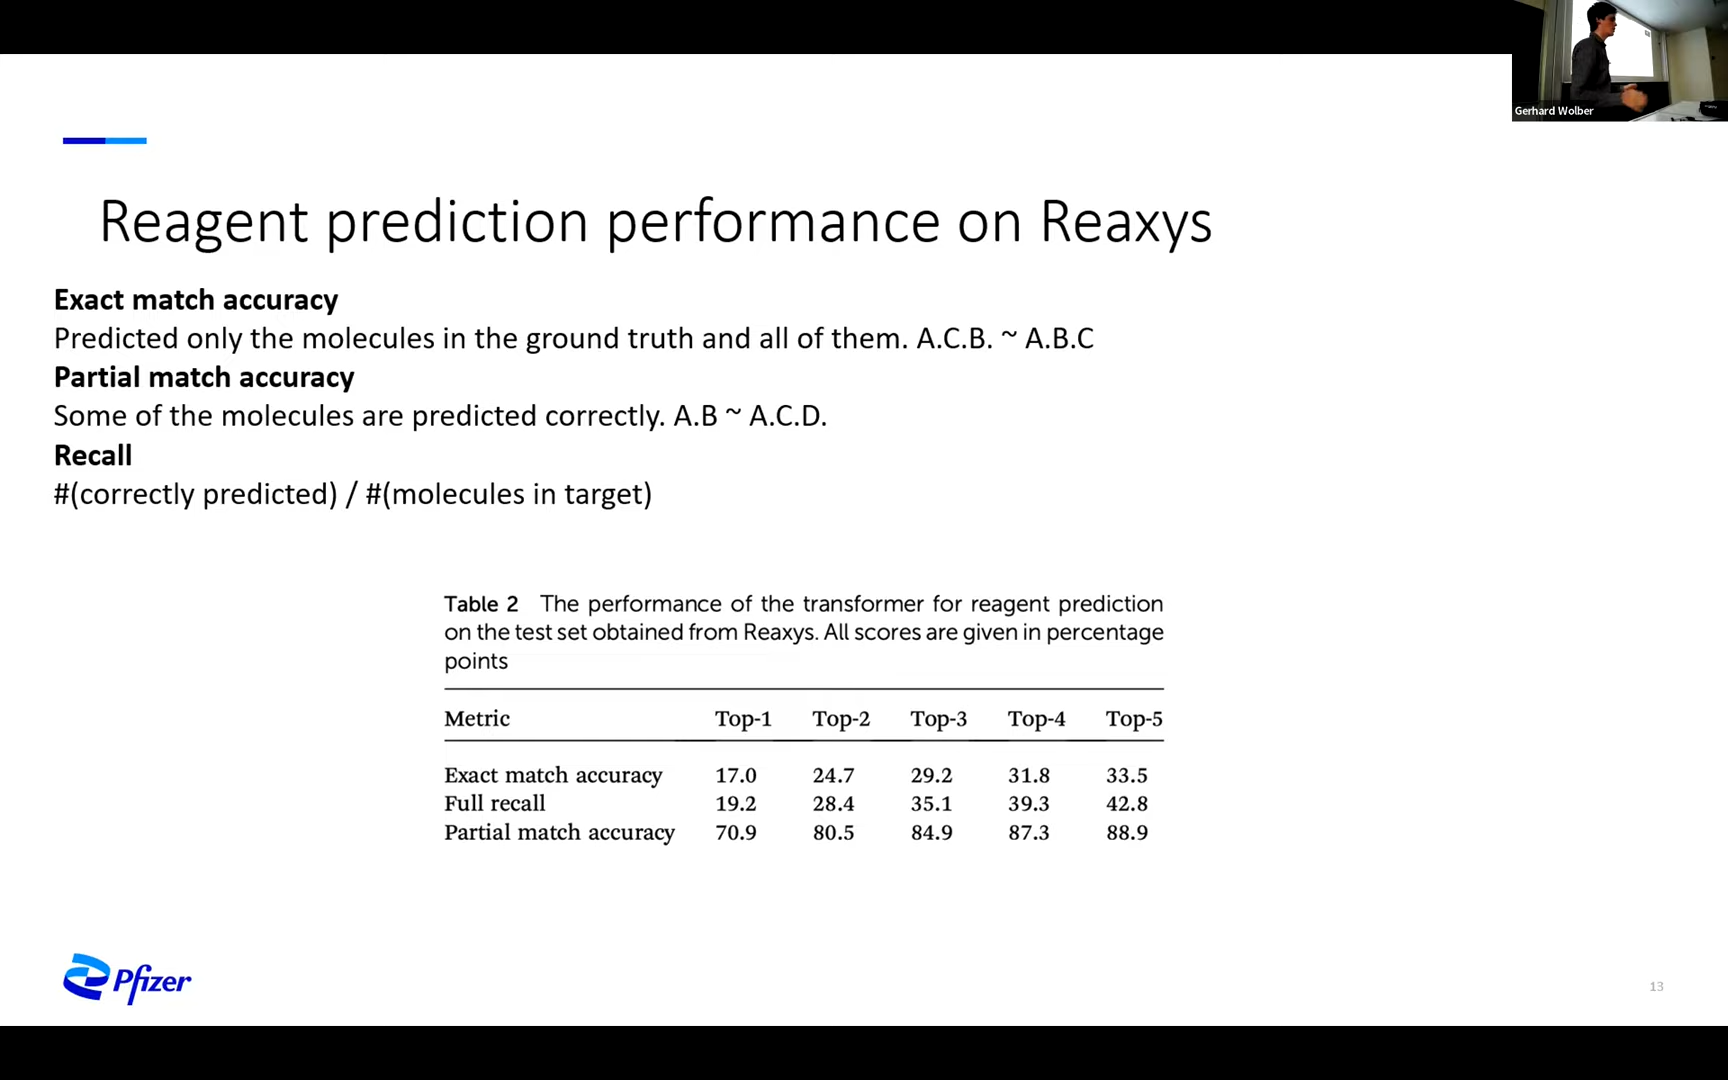 Gerhard Wolber
Reagent prediction performance on Reaxys
Exact match accuracy
Predicted only the molecules in the ground truth and all of them. A.C.B. ~ A.B.C
Partial match accuracy
Some of the molecules are predicted correctly. A.B ~ A.C.D.
Recall
#(correctly predicted) / #(molecules in target)
Table 2 The performance of the transformer for reagent prediction
on the test set obtained from Reaxys. All scores are given in percentage
points
Metric Top-1 Top-2 Top-3 Top-4 Top-5
Exact match accuracy 17.0 24.7 29.2 31.8 33.5
Full recall 19.2 28.4 35.1 39.3 42.8
Partial match accuracy 70.9 80.5 84.9 87.3 88.9
Pfizer
13